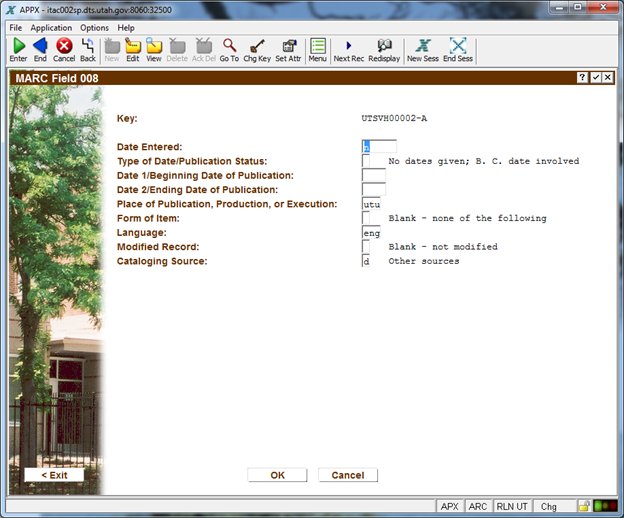 APPX - itac002sp.dts.utah.gov:8060:32500
File Application Options Help
Enter End Cancel Back New Edit View Delete Ack Del Go To Chg Key Set Attr Menu Next Rec Redisplay New Sess End Sess
MARC Field 008
Key: UTSVH00002-A
Date Entered:
Type of Date/Publication Status: No dates given; B. C. date involved
Date 1/Beginning Date of Publication:
Date 2/Ending Date of Publication:
Place of Publication, Production, or Execution: utu
Form of Item: Blank - none of the following
Language: eng
Modified Record: Blank - not modified
Cataloging Source: d Other sources
< Exit OK Cancel
APX ARC RLN UT Chg